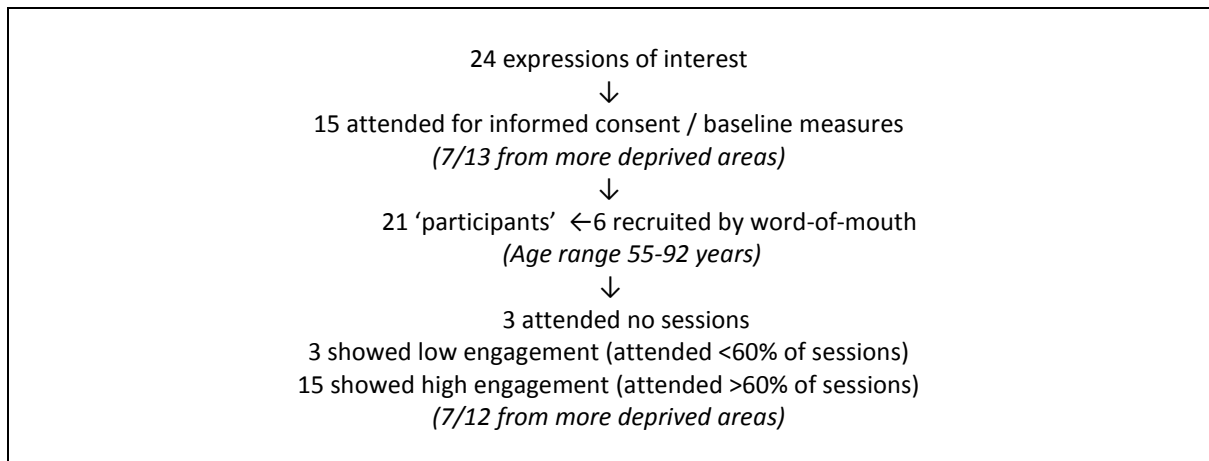 24 expressions of interest
↓
15 attended for informed consent / baseline measures
(7/13 from more deprived areas)
↓
21 ‘participants’ ←6 recruited by word-of-mouth
(Age range 55-92 years)
↓
3 attended no sessions
3 showed low engagement (attended <60% of sessions)
15 showed high engagement (attended >60% of sessions)
(7/12 from more deprived areas)